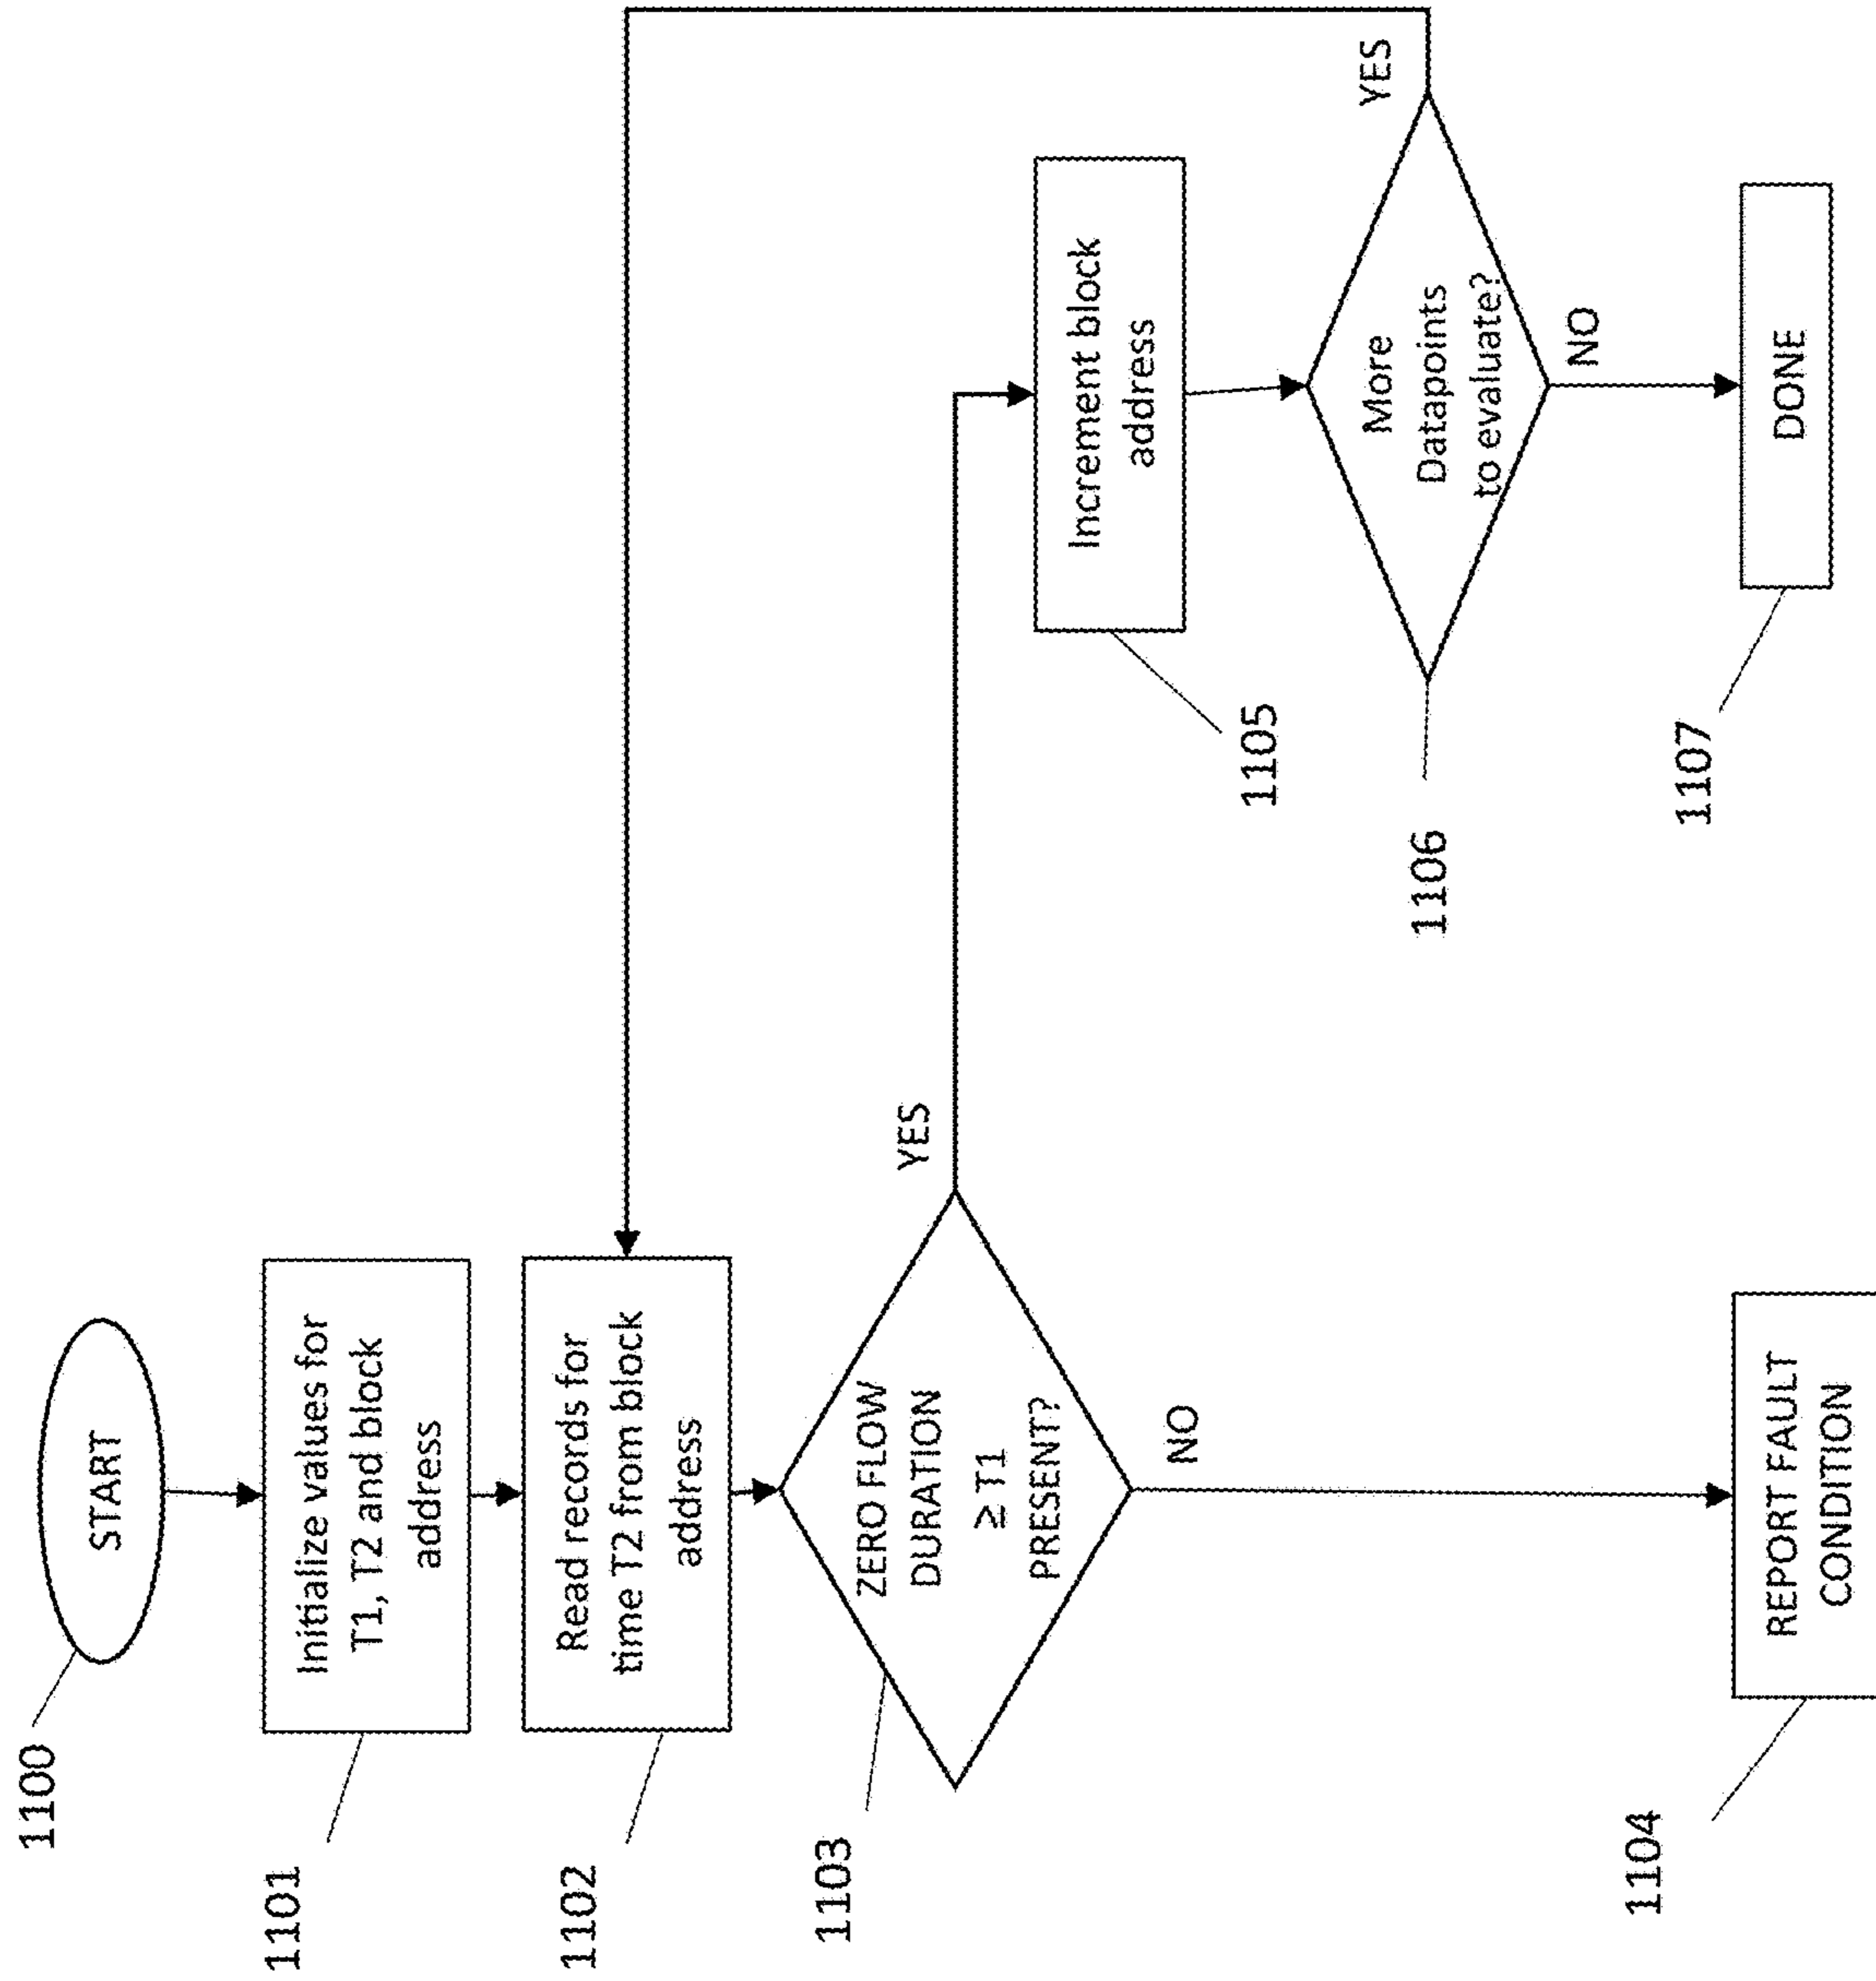 1100
START
1101
Initialize values for
T1, T2 and block
address
1102
Read records for
time T2 from block
address
1103
ZERO FLOW
DURATION
≥ T1
PRESENT?
YES
NO
1104
REPORT FAULT
CONDITION
1105
Increment block
address
1106
More
Datapoints
to evaluate?
YES
NO
1107
DONE